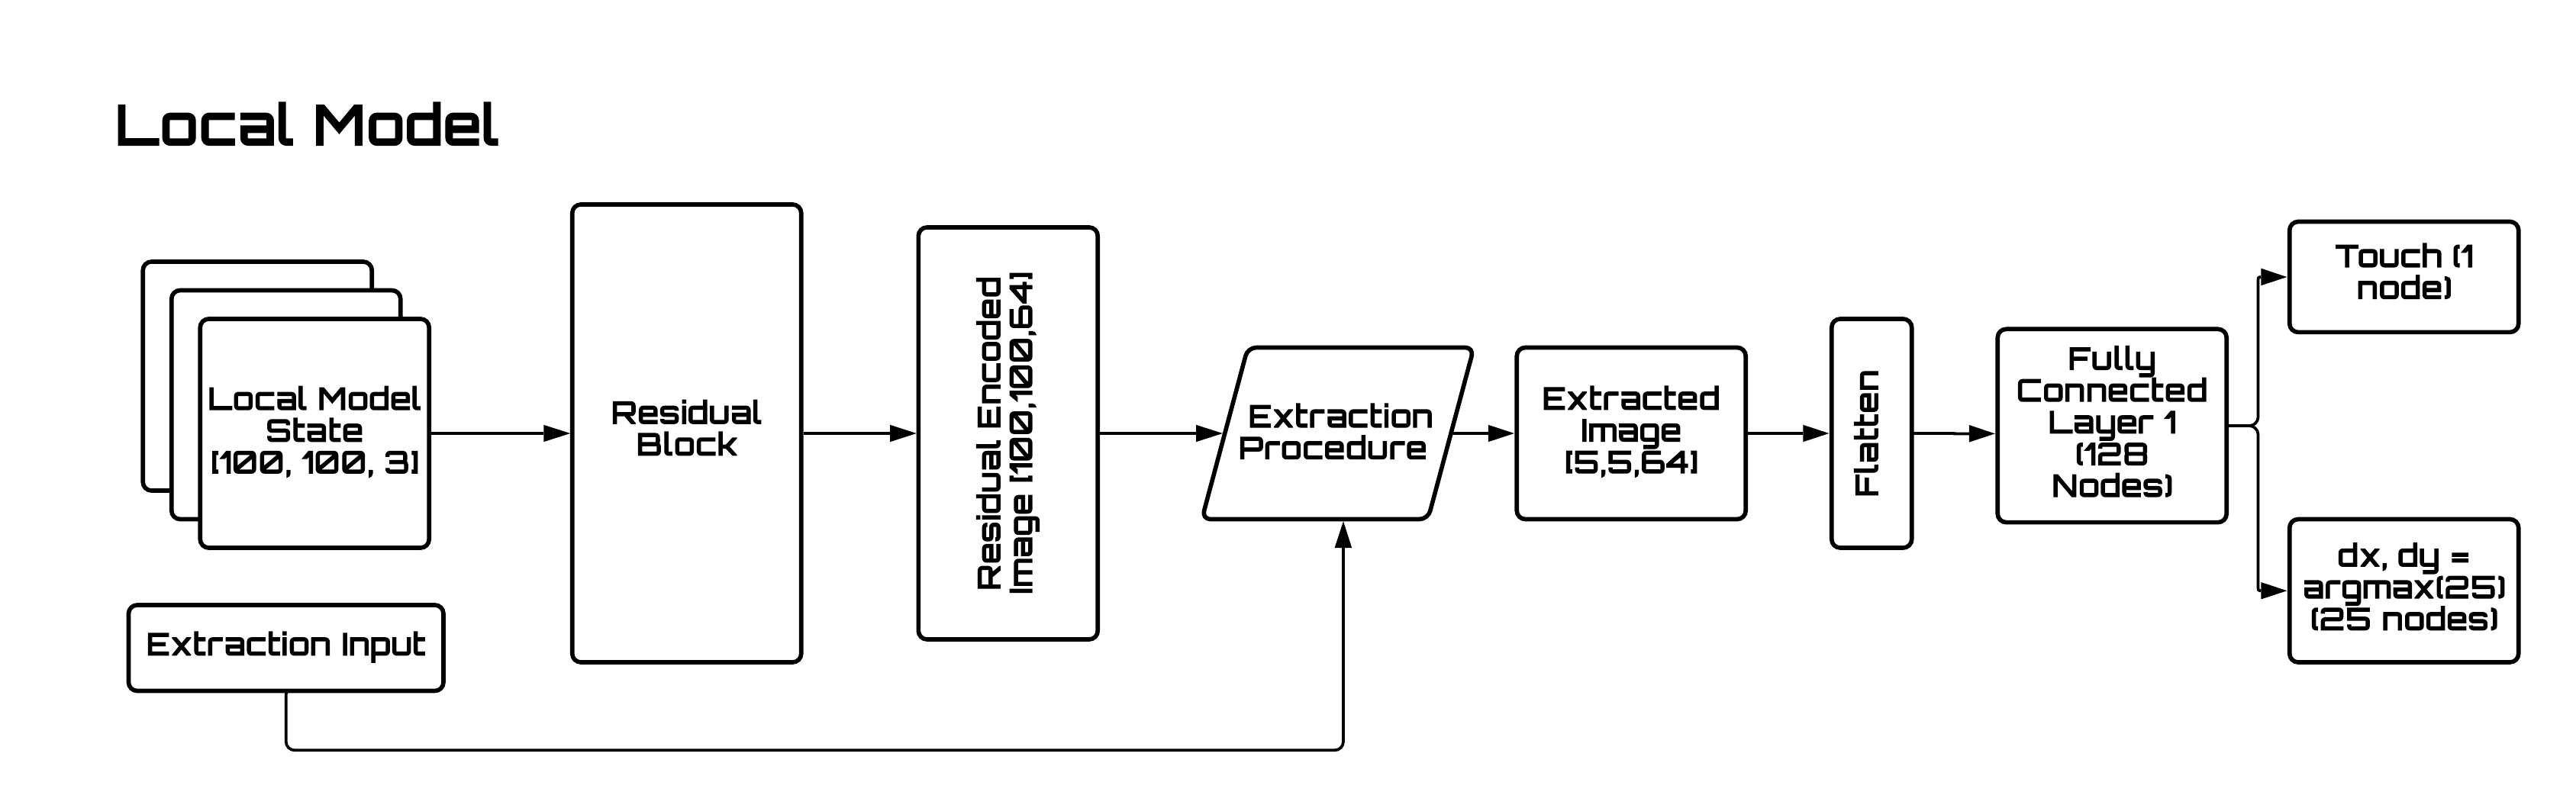 Local Model
Local Model
State
[100, 100, 3]
Extraction Input
Residual
Block
Residual Encoded
Image [100,100,64]
Extraction
Procedure
Extracted
Image
[5,5,64]
Flatten
Fully
Connected
Layer 1
(128
Nodes)
Touch (1
node)
dx, dy =
argmax(25)
(25 nodes)